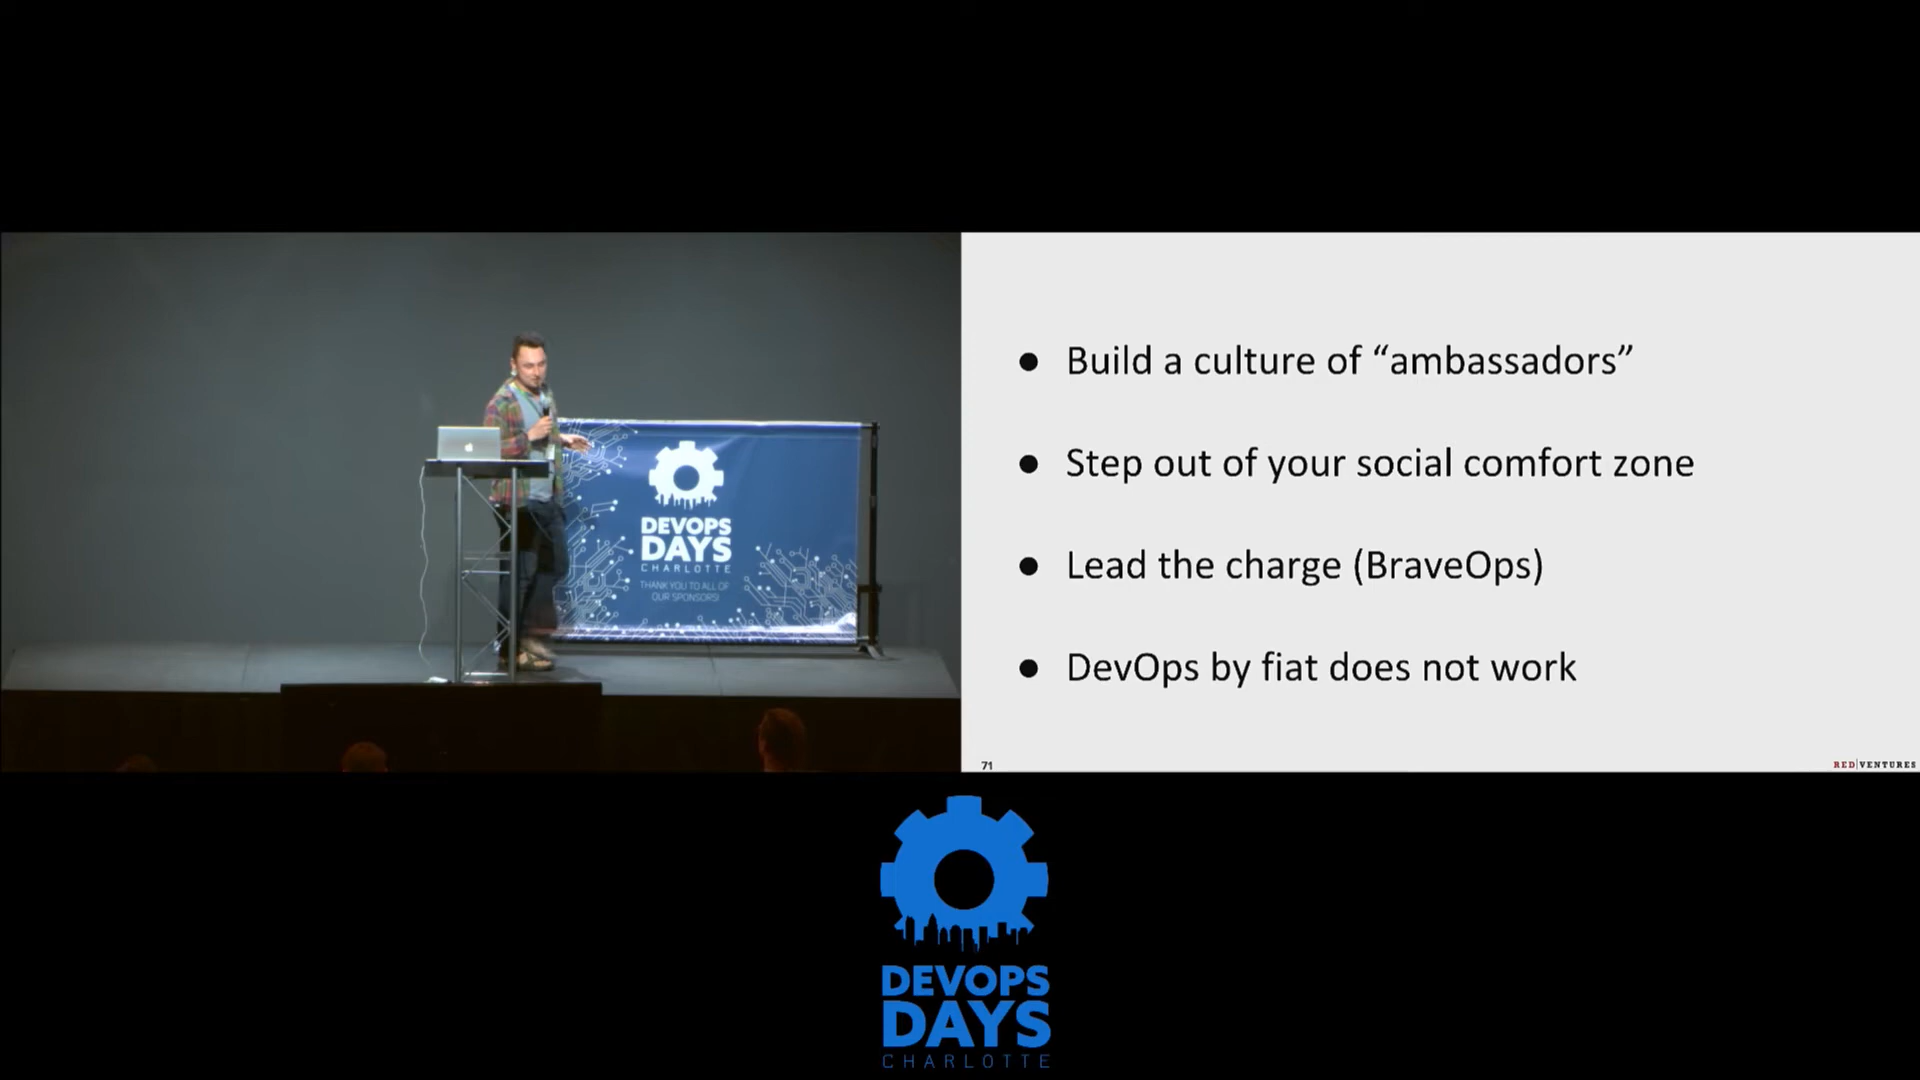 DEVOPS
DAYS
CHARLOTTE
THANK YOU TO ALL OF
OUR SPONSORS!
● Build a culture of “ambassadors”
● Step out of your social comfort zone
● Lead the charge (BraveOps)
● DevOps by fiat does not work
71
RED|VENTURES
DEVOPS
DAYS
CHARLOTTE